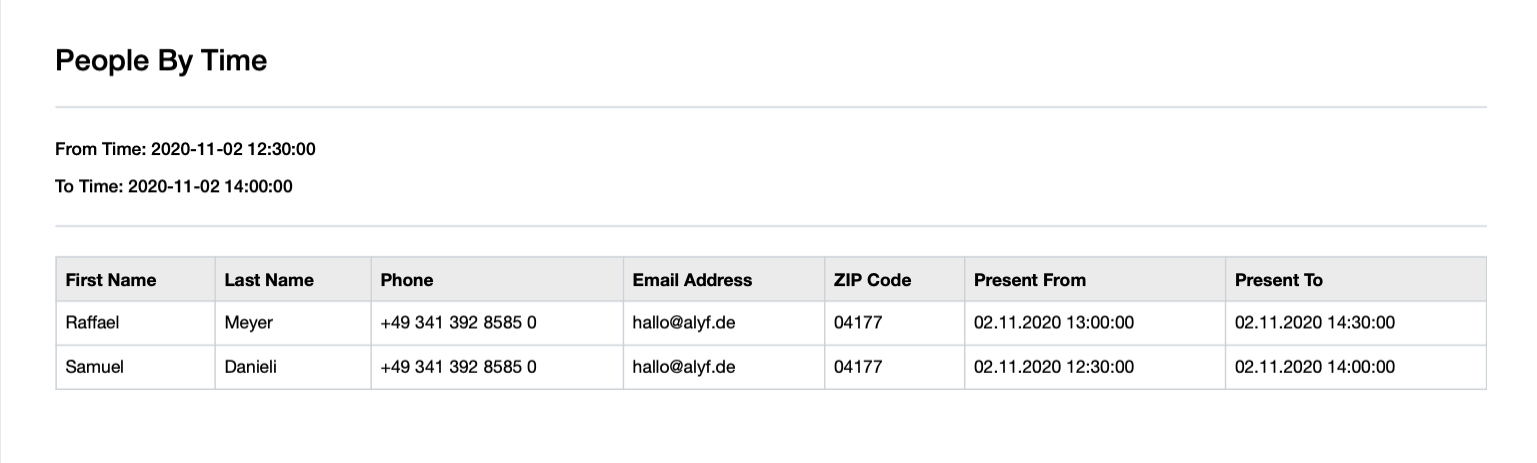 People By Time
From Time: 2020-11-02 12:30:00
To Time: 2020-11-02 14:00:00
First Name Last Name Phone Email Address ZIP Code Present From Present To
Raffael Meyer +49 341 392 8585 0 hallo@alyf.de 04177 02.11.2020 13:00:00 02.11.2020 14:30:00
Samuel Danieli +49 341 392 8585 0 hallo@alyf.de 04177 02.11.2020 12:30:00 02.11.2020 14:00:00